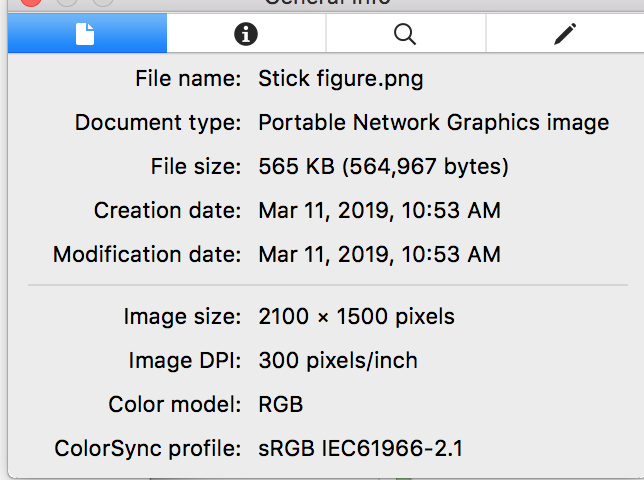 General Info
File name: Stick figure.png
Document type: Portable Network Graphics image
File size: 565 KB (564,967 bytes)
Creation date: Mar 11, 2019, 10:53 AM
Modification date: Mar 11, 2019, 10:53 AM
Image size: 2100 × 1500 pixels
Image DPI: 300 pixels/inch
Color model: RGB
ColorSync profile: sRGB IEC61966-2.1